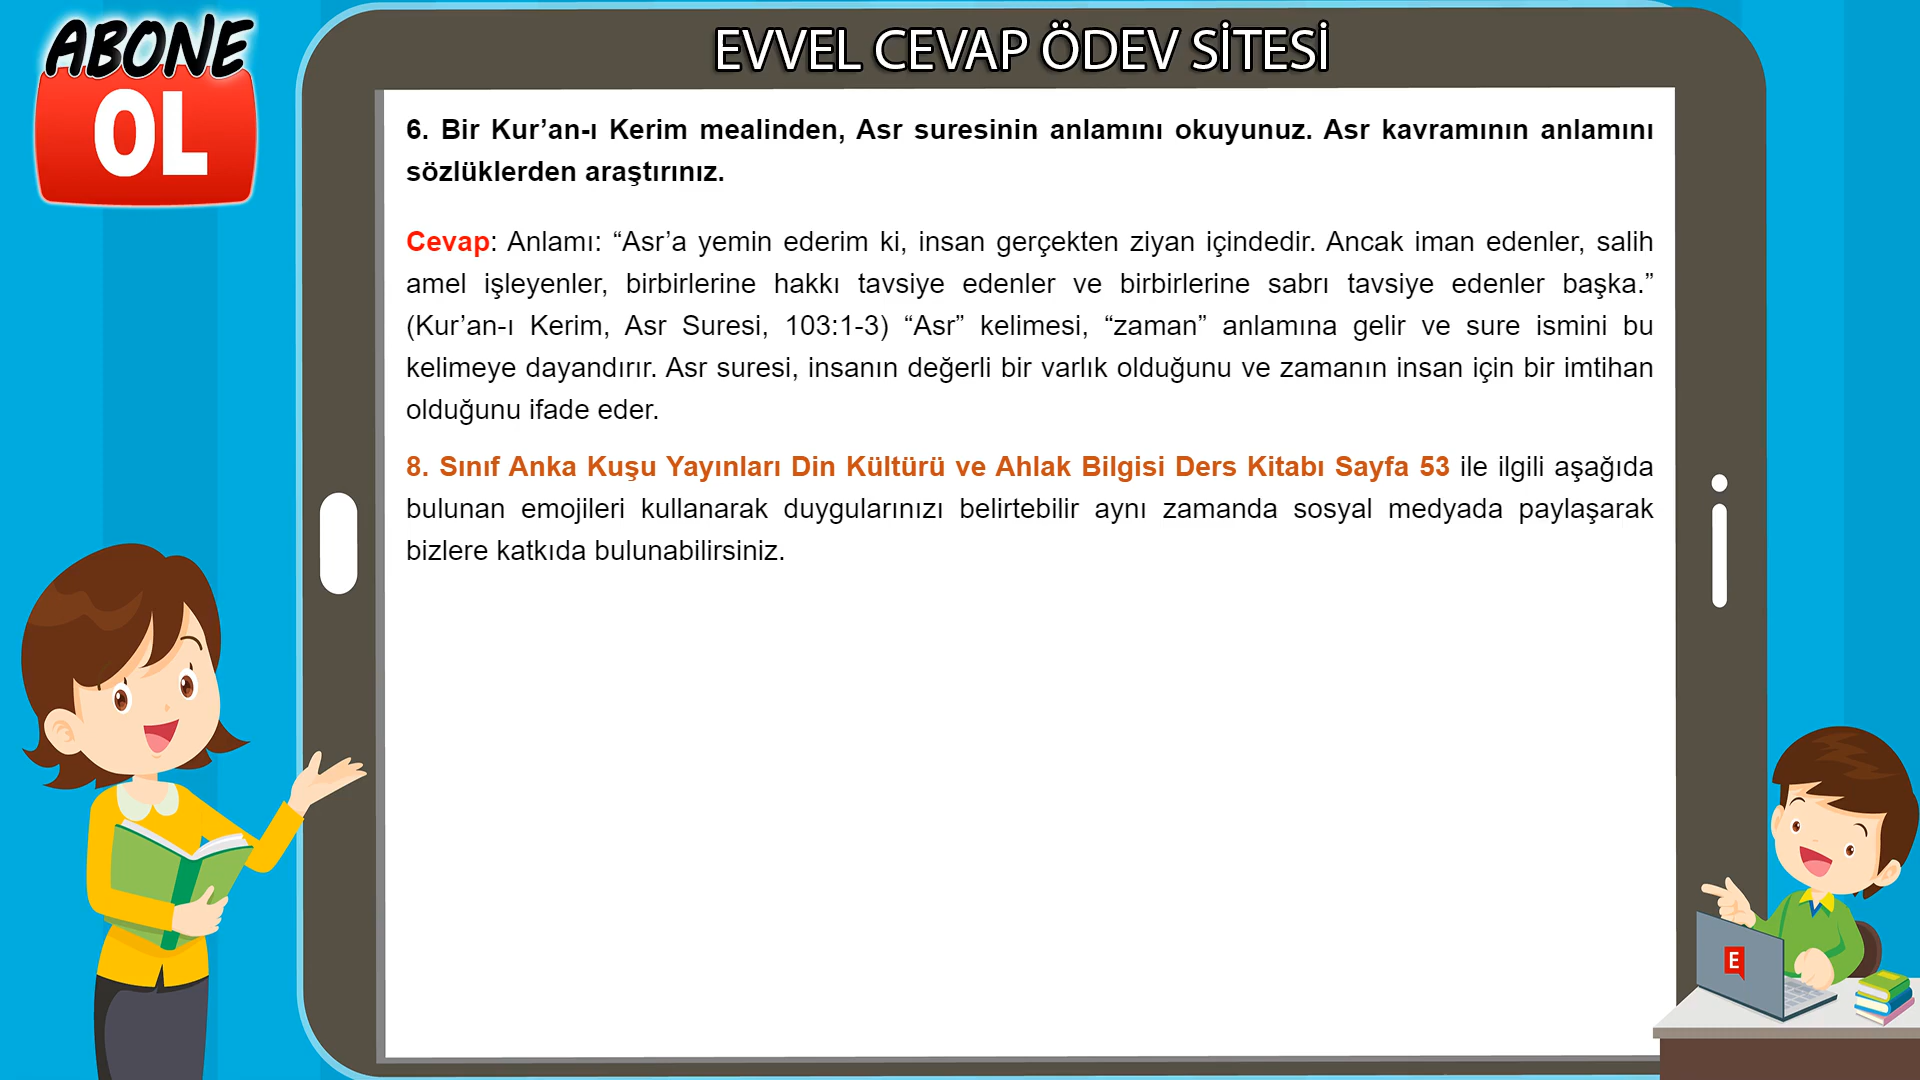 ABONE
OL
EVVEL CEVAP ÖDEV SİTESİ
6. Bir Kur’an-ı Kerim mealinden, Asr suresinin anlamını okuyunuz. Asr kavramının anlamını
sözlüklerden araştırınız.
Cevap: Anlamı: “Asr’a yemin ederim ki, insan gerçekten ziyan içindedir. Ancak iman edenler, salih
amel işleyenler, birbirlerine hakkı tavsiye edenler ve birbirlerine sabrı tavsiye edenler başka.”
(Kur’an-ı Kerim, Asr Suresi, 103:1-3) “Asr” kelimesi, “zaman” anlamına gelir ve sure ismini bu
kelimeye dayandırır. Asr suresi, insanın değerli bir varlık olduğunu ve zamanın insan için bir imtihan
olduğunu ifade eder.
8. Sınıf Anka Kuşu Yayınları Din Kültürü ve Ahlak Bilgisi Ders Kitabı Sayfa 53 ile ilgili aşağıda
bulunan emojileri kullanarak duygularınızı belirtebilir aynı zamanda sosyal medyada paylaşarak
bizlere katkıda bulunabilirsiniz.
E